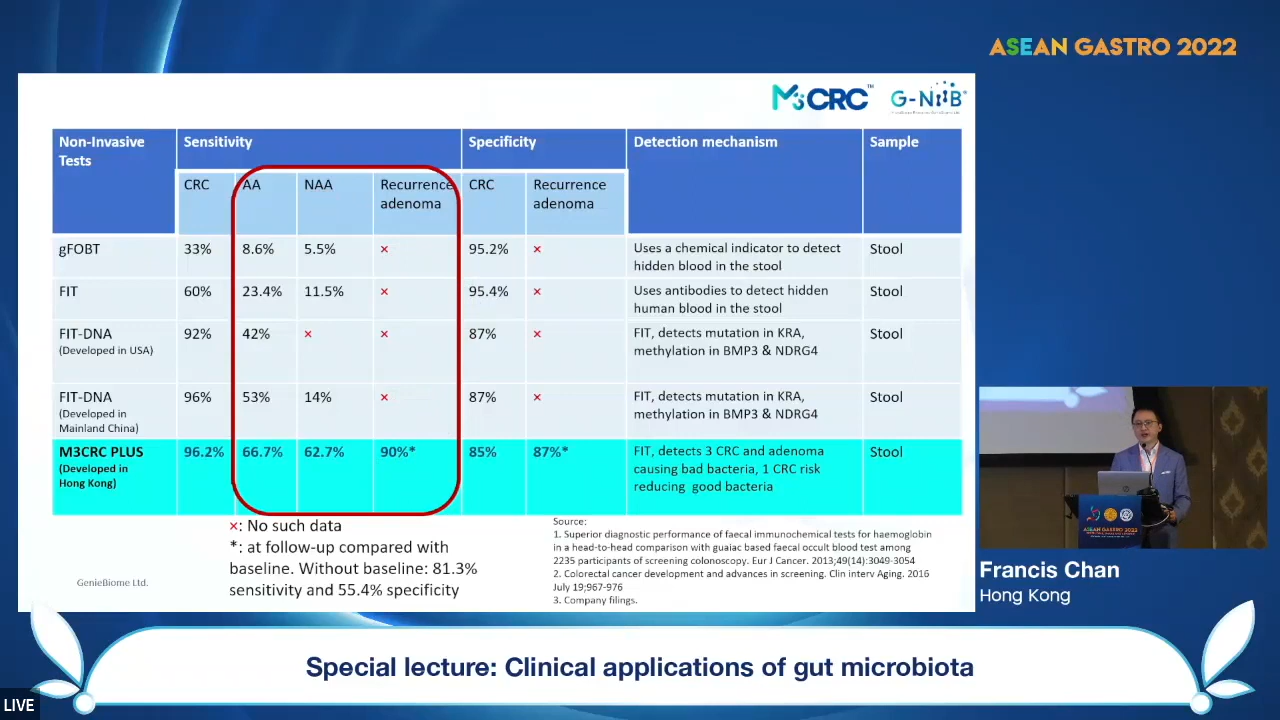 ASEAN GASTRO 2022
M3CRC™ G-NiiB
Non-Invasive Tests Sensitivity Specificity Detection mechanism Sample
CRC AA NAA Recurrence adenoma CRC Recurrence adenoma
gFOBT 33% 8.6% 5.5% × 95.2% × Uses a chemical indicator to detect hidden blood in the stool Stool
FIT 60% 23.4% 11.5% × 95.4% × Uses antibodies to detect hidden human blood in the stool Stool
FIT-DNA (Developed in USA) 92% 42% × × 87% × FIT, detects mutation in KRA, methylation in BMP3 & NDRG4 Stool
FIT-DNA (Developed in Mainland China) 96% 53% 14% × 87% × FIT, detects mutation in KRA, methylation in BMP3 & NDRG4 Stool
M3CRC PLUS (Developed in Hong Kong) 96.2% 66.7% 62.7% 90%* 85% 87%* FIT, detects 3 CRC and adenoma causing bad bacteria, 1 CRC risk reducing good bacteria Stool
×: No such data
*: at follow-up compared with
baseline. Without baseline: 81.3%
sensitivity and 55.4% specificity
GenieBiome Ltd.
Source:
1. Superior diagnostic performance of faecal immunochemical tests for haemoglobin
in a head-to-head comparison with guaiac based faecal occult blood test among
2235 participants of screening colonoscopy. Eur J Cancer. 2013;49(14):3049-3054
2. Colorectal cancer development and advances in screening. Clin interv Aging. 2016
July 19;967-976
3. Company filings.
ASEAN GASTRO 2022
Francis Chan
Hong Kong
Special lecture: Clinical applications of gut microbiota
LIVE